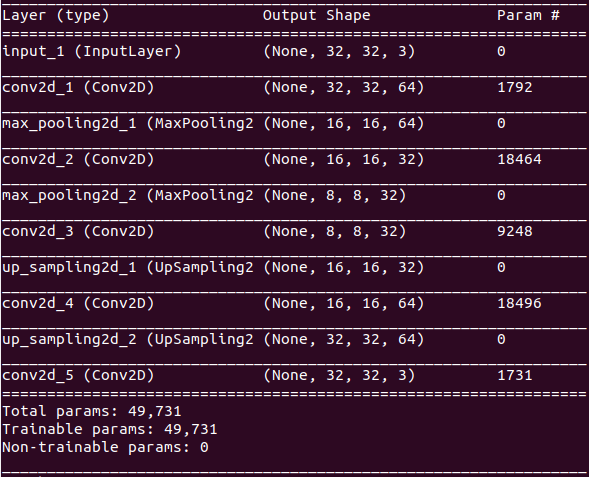 Layer (type) Output Shape Param #
=================================================================
input_1 (InputLayer) (None, 32, 32, 3) 0
_________________________________________________________________
conv2d_1 (Conv2D) (None, 32, 32, 64) 1792
_________________________________________________________________
max_pooling2d_1 (MaxPooling2 (None, 16, 16, 64) 0
_________________________________________________________________
conv2d_2 (Conv2D) (None, 16, 16, 32) 18464
_________________________________________________________________
max_pooling2d_2 (MaxPooling2 (None, 8, 8, 32) 0
_________________________________________________________________
conv2d_3 (Conv2D) (None, 8, 8, 32) 9248
_________________________________________________________________
up_sampling2d_1 (UpSampling2 (None, 16, 16, 32) 0
_________________________________________________________________
conv2d_4 (Conv2D) (None, 16, 16, 64) 18496
_________________________________________________________________
up_sampling2d_2 (UpSampling2 (None, 32, 32, 64) 0
_________________________________________________________________
conv2d_5 (Conv2D) (None, 32, 32, 3) 1731
=================================================================
Total params: 49,731
Trainable params: 49,731
Non-trainable params: 0
_________________________________________________________________